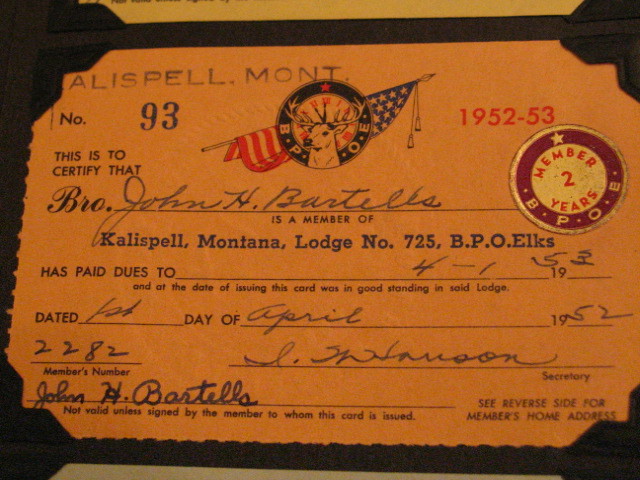 KALISPELL, MONT.
No. 93
1952-53
B·P·O·E
MEMBER
2
YEARS
B·P·O·E
THIS IS TO
CERTIFY THAT
Bro. John H. Bartells
IS A MEMBER OF
Kalispell, Montana, Lodge No. 725, B.P.O.Elks
HAS PAID DUES TO 4-1 1953
and at the date of issuing this card was in good standing in said Lodge.
DATED 1st DAY OF April 1952
2282
Member's Number
Secretary
John H. Bartells
Not valid unless signed by the member to whom this card is issued.
SEE REVERSE SIDE FOR
MEMBER'S HOME ADDRESS